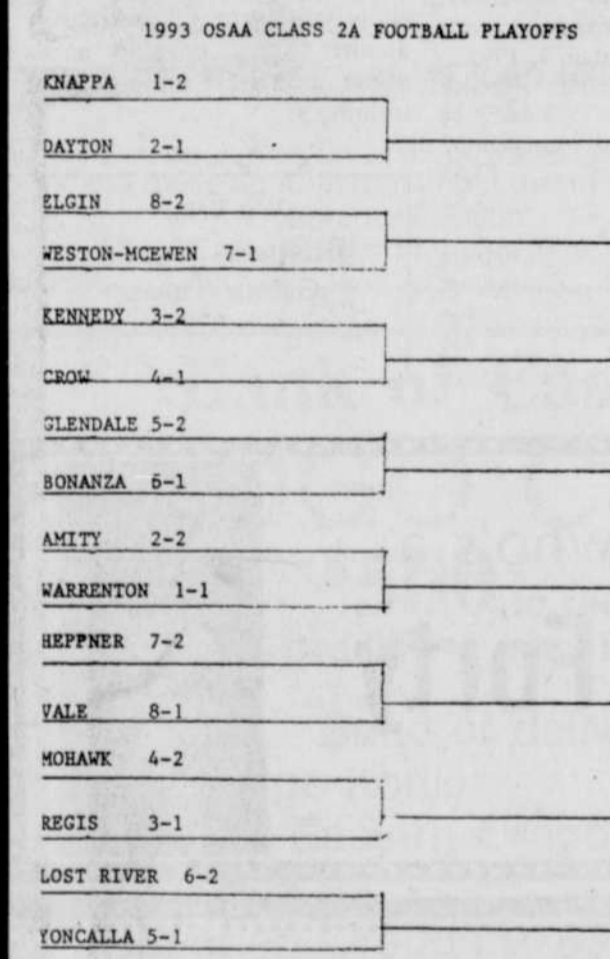 1993 OSAA CLASS 2A FOOTBALL PLAYOFFS
KNAPPA 1-2
DAYTON 2-1
ELGIN 8-2
WESTON-MCEWEN 7-1
KENNEDY 3-2
CROW 4-1
GLENDALE 5-2
BONANZA 6-1
AMITY 2-2
WARRENTON 1-1
HEPPNER 7-2
VALE 8-1
MOHAWK 4-2
REGIS 3-1
LOST RIVER 6-2
YONCALLA 5-1